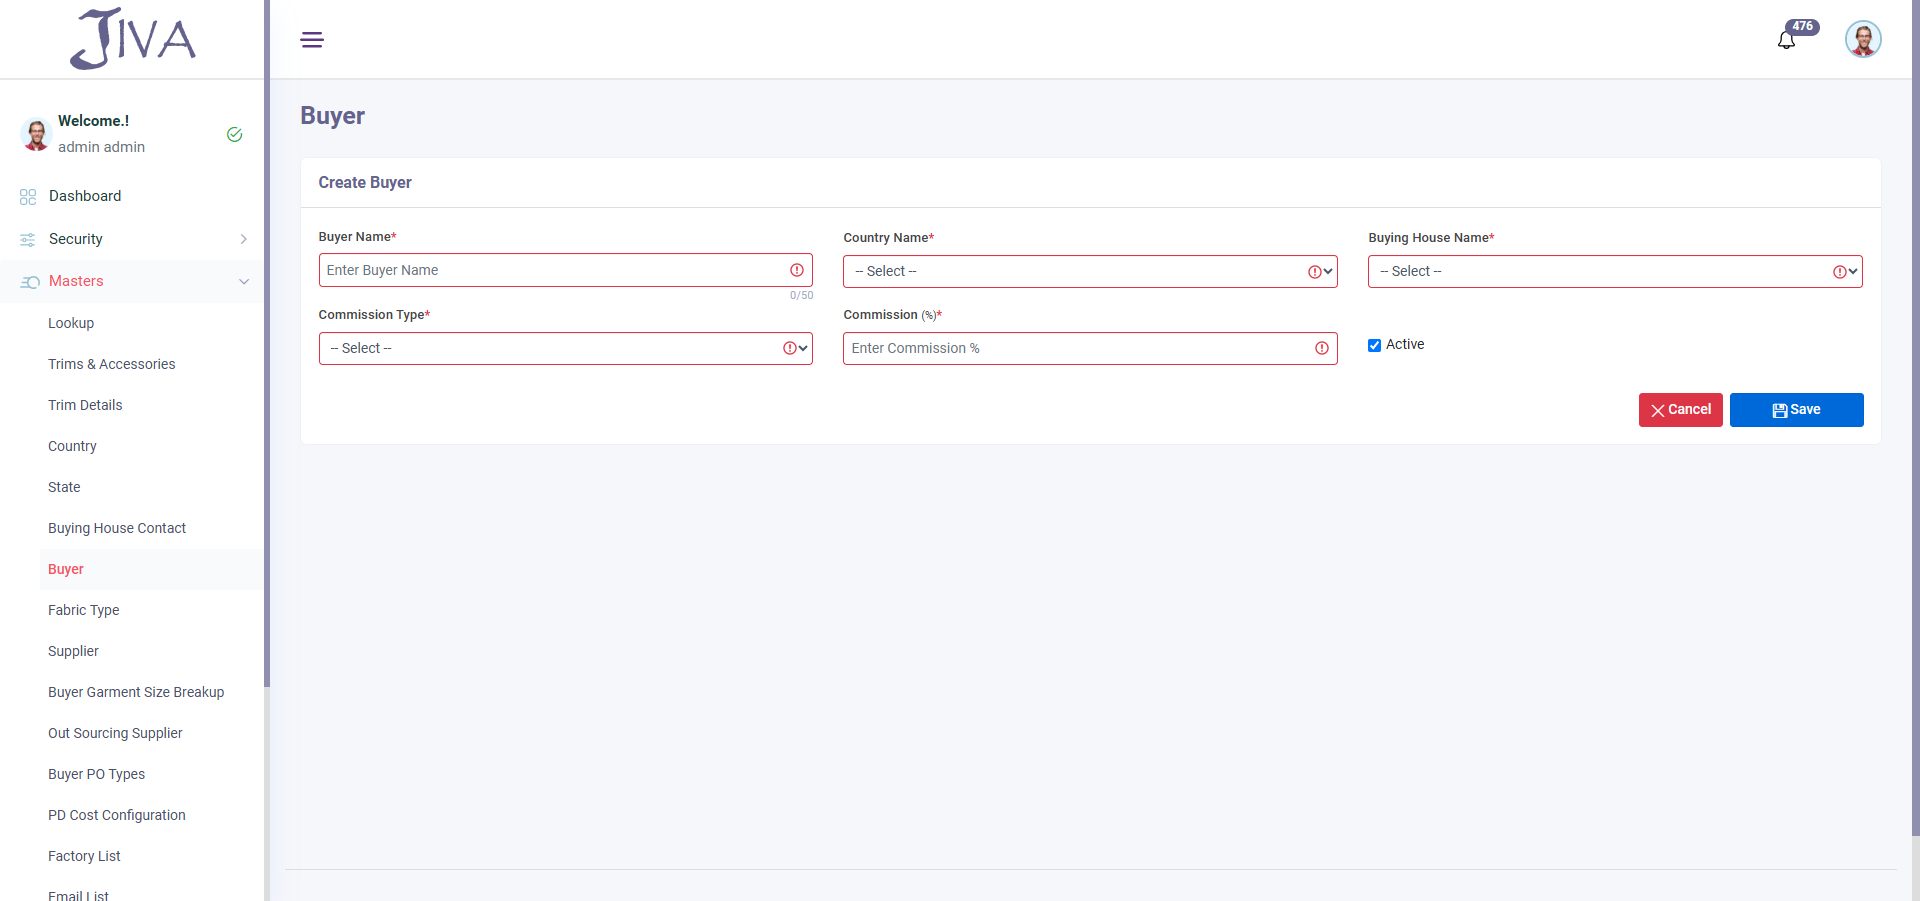 JIVA
476
Welcome.!
admin admin
Dashboard
Security
Masters
Lookup
Trims & Accessories
Trim Details
Country
State
Buying House Contact
Buyer
Fabric Type
Supplier
Buyer Garment Size Breakup
Out Sourcing Supplier
Buyer PO Types
PD Cost Configuration
Factory List
Email List
Buyer
Create Buyer
Buyer Name*
Enter Buyer Name
0/50
Country Name*
-- Select --
Buying House Name*
-- Select --
Commission Type*
-- Select --
Commission (%)*
Enter Commission %
Active
Cancel
Save